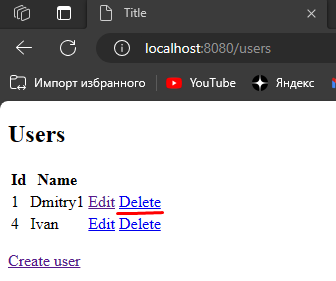 Title
localhost:8080/users
Импорт избранного YouTube Яндекс
Users
Id Name
1 Dmitry1 Edit Delete
4 Ivan Edit Delete
Create user